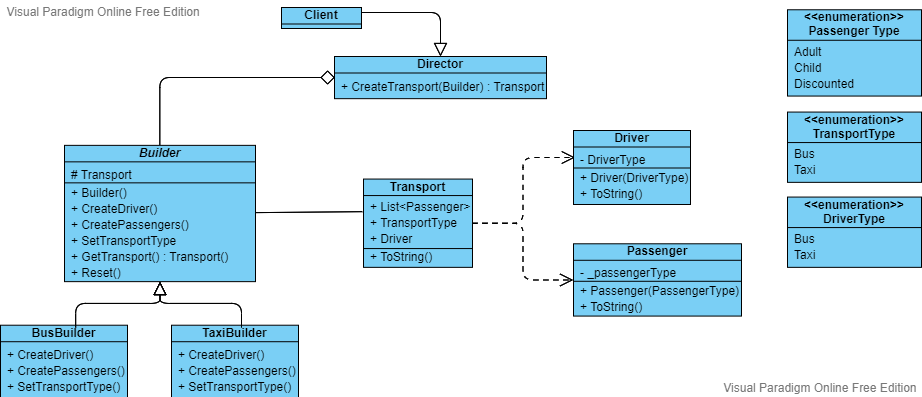 Visual Paradigm Online Free Edition
Client
Director
+ CreateTransport(Builder) : Transport
<<enumeration>>
Passenger Type
Adult
Child
Discounted
<<enumeration>>
TransportType
Bus
Taxi
<<enumeration>>
DriverType
Bus
Taxi
Builder
# Transport
+ Builder()
+ CreateDriver()
+ CreatePassengers()
+ SetTransportType
+ GetTransport() : Transport()
+ Reset()
Transport
+ List<Passenger>
+ TransportType
+ Driver
+ ToString()
Driver
- DriverType
+ Driver(DriverType)
+ ToString()
Passenger
- _passengerType
+ Passenger(PassengerType)
+ ToString()
BusBuilder
+ CreateDriver()
+ CreatePassengers()
+ SetTransportType()
TaxiBuilder
+ CreateDriver()
+ CreatePassengers()
+ SetTransportType()
Visual Paradigm Online Free Edition